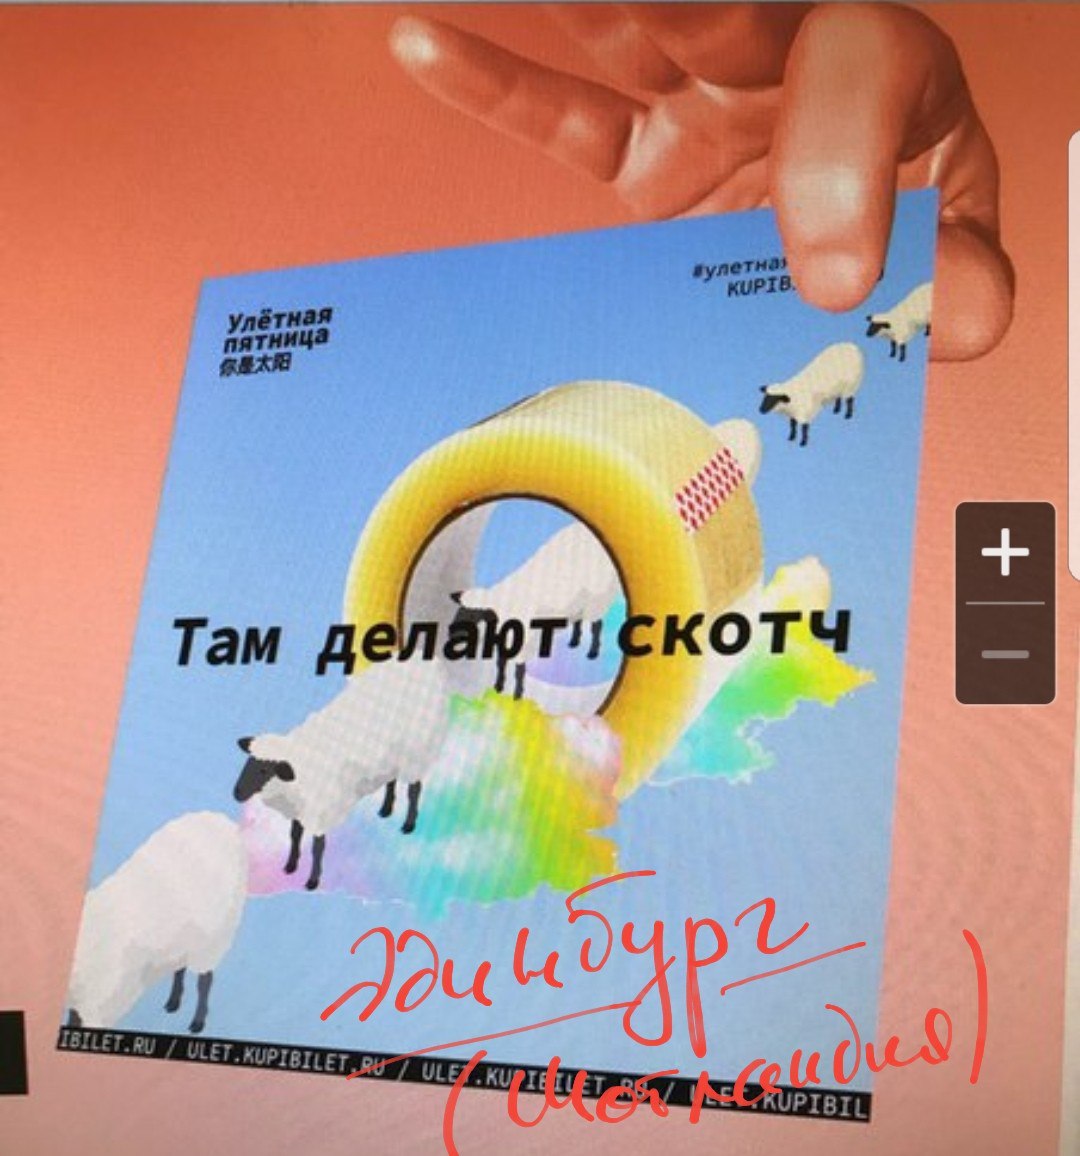 Улётная
пятница
你是太阳
#улетная
KUPIB
Там делают скотч
Эдинбург
(Шотландия)
IBILET.RU / ULET.KUPIBILET.RU / ULET.KUPIBILET.RU / ULET.KUPIBIL